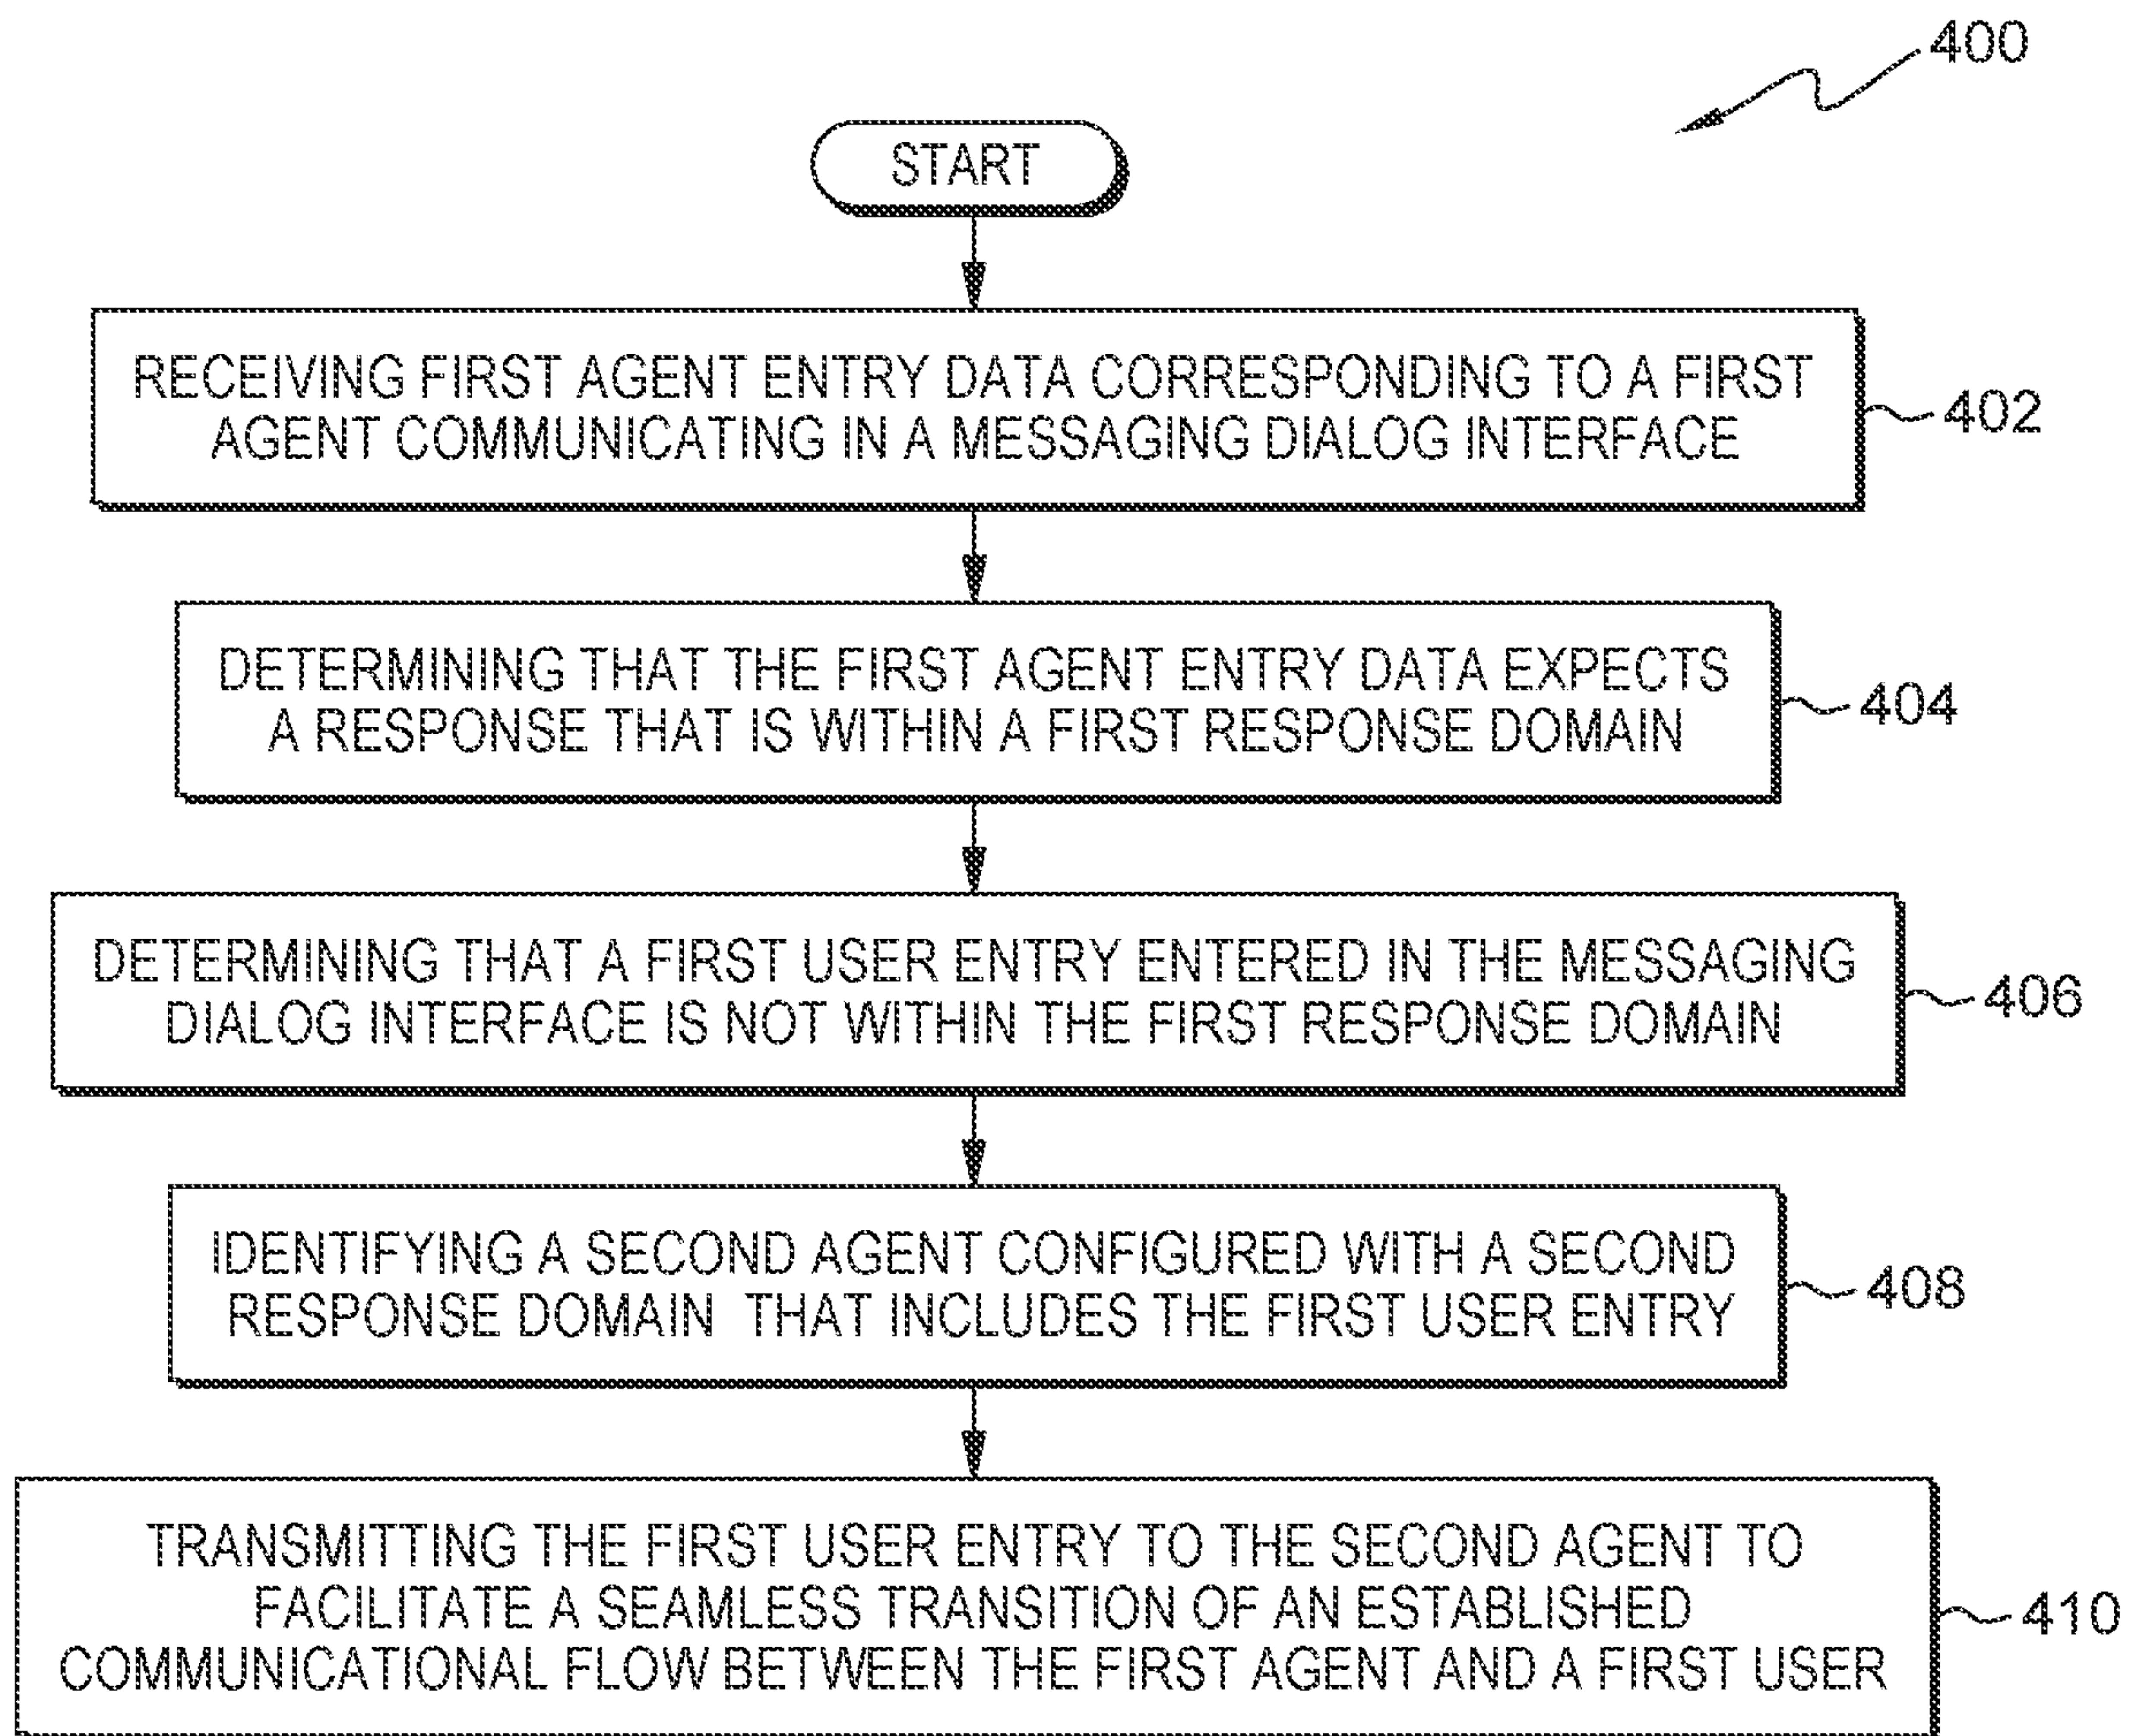 400
START
RECEIVING FIRST AGENT ENTRY DATA CORRESPONDING TO A FIRST
AGENT COMMUNICATING IN A MESSAGING DIALOG INTERFACE
402
DETERMINING THAT THE FIRST AGENT ENTRY DATA EXPECTS
A RESPONSE THAT IS WITHIN A FIRST RESPONSE DOMAIN
404
DETERMINING THAT A FIRST USER ENTRY ENTERED IN THE MESSAGING
DIALOG INTERFACE IS NOT WITHIN THE FIRST RESPONSE DOMAIN
406
IDENTIFYING A SECOND AGENT CONFIGURED WITH A SECOND
RESPONSE DOMAIN THAT INCLUDES THE FIRST USER ENTRY
408
TRANSMITTING THE FIRST USER ENTRY TO THE SECOND AGENT TO
FACILITATE A SEAMLESS TRANSITION OF AN ESTABLISHED
COMMUNICATIONAL FLOW BETWEEN THE FIRST AGENT AND A FIRST USER
410